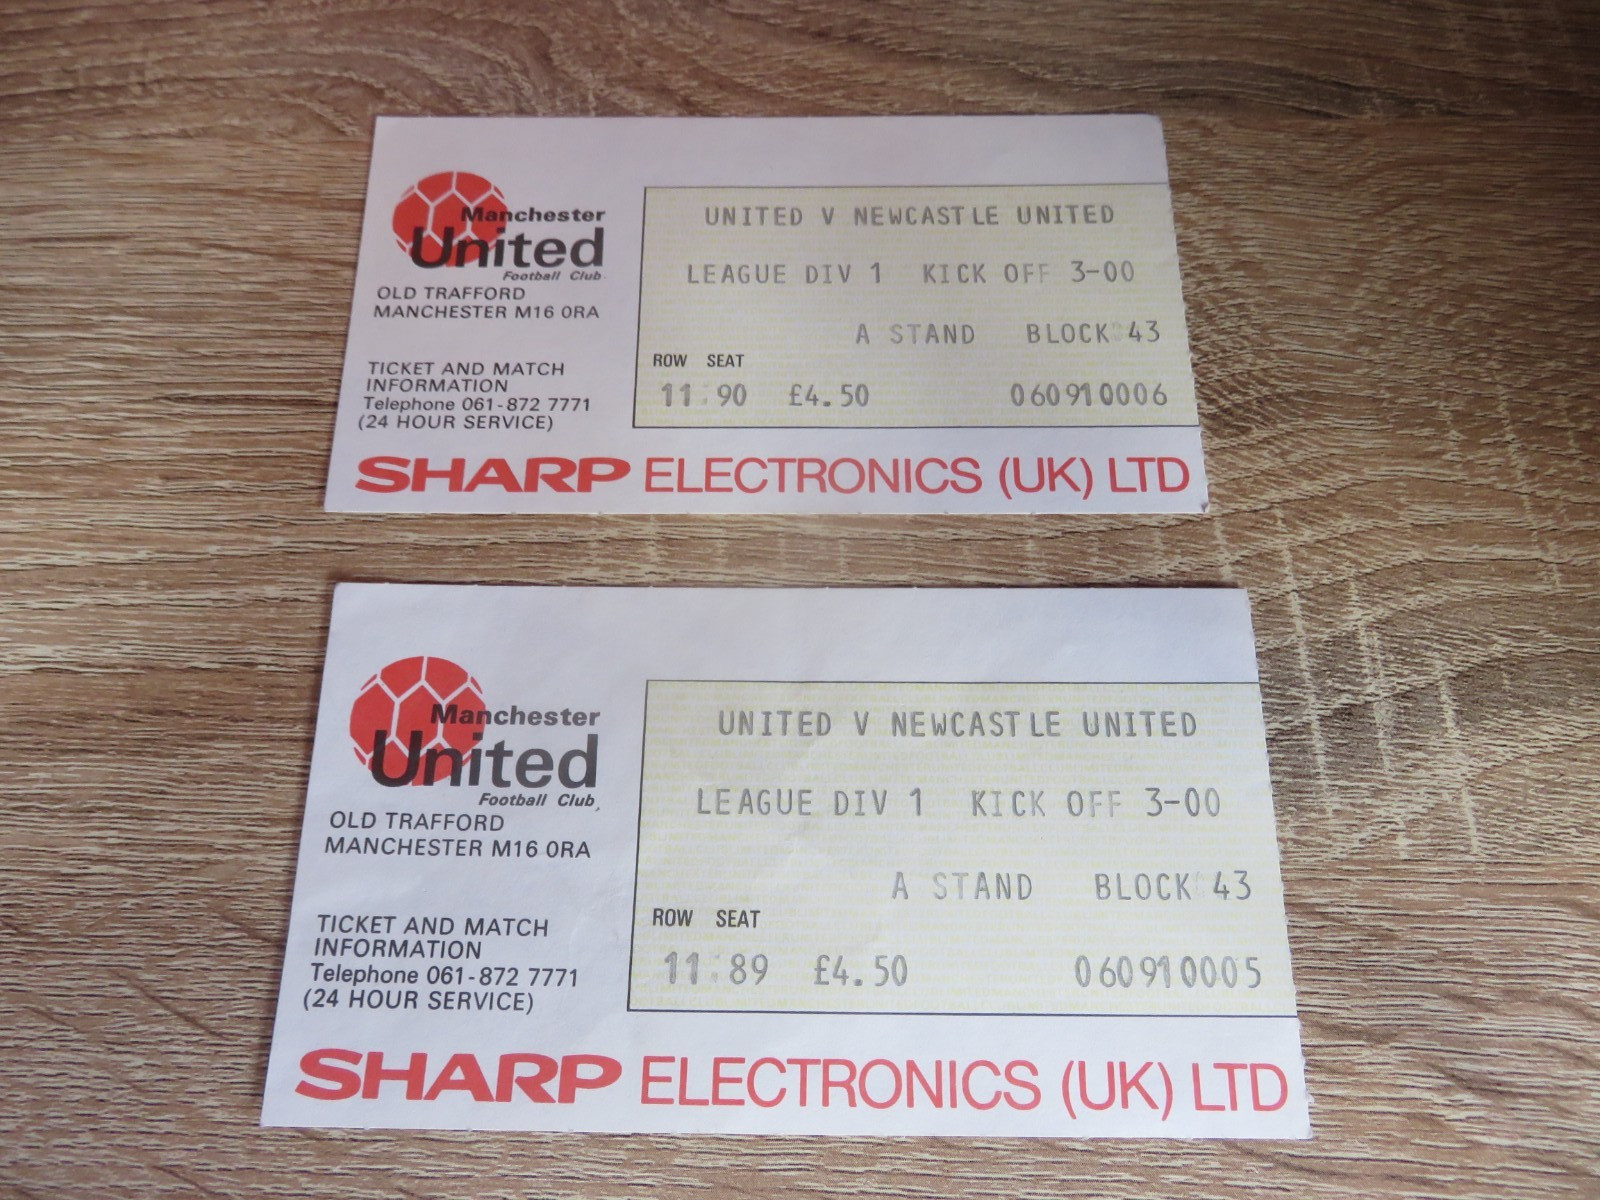 Manchester
United
Football Club
OLD TRAFFORD
MANCHESTER M16 0RA
TICKET AND MATCH
INFORMATION
Telephone 061-872 7771
(24 HOUR SERVICE)
UNITED V NEWCASTLE UNITED
LEAGUE DIV 1 KICK OFF 3-00
A STAND BLOCK 43
ROW SEAT
11 90 £4.50 060910006
SHARP ELECTRONICS (UK) LTD
Manchester
United
Football Club
OLD TRAFFORD
MANCHESTER M16 0RA
TICKET AND MATCH
INFORMATION
Telephone 061-872 7771
(24 HOUR SERVICE)
UNITED V NEWCASTLE UNITED
LEAGUE DIV 1 KICK OFF 3-00
A STAND BLOCK 43
ROW SEAT
11 89 £4.50 060910005
SHARP ELECTRONICS (UK) LTD